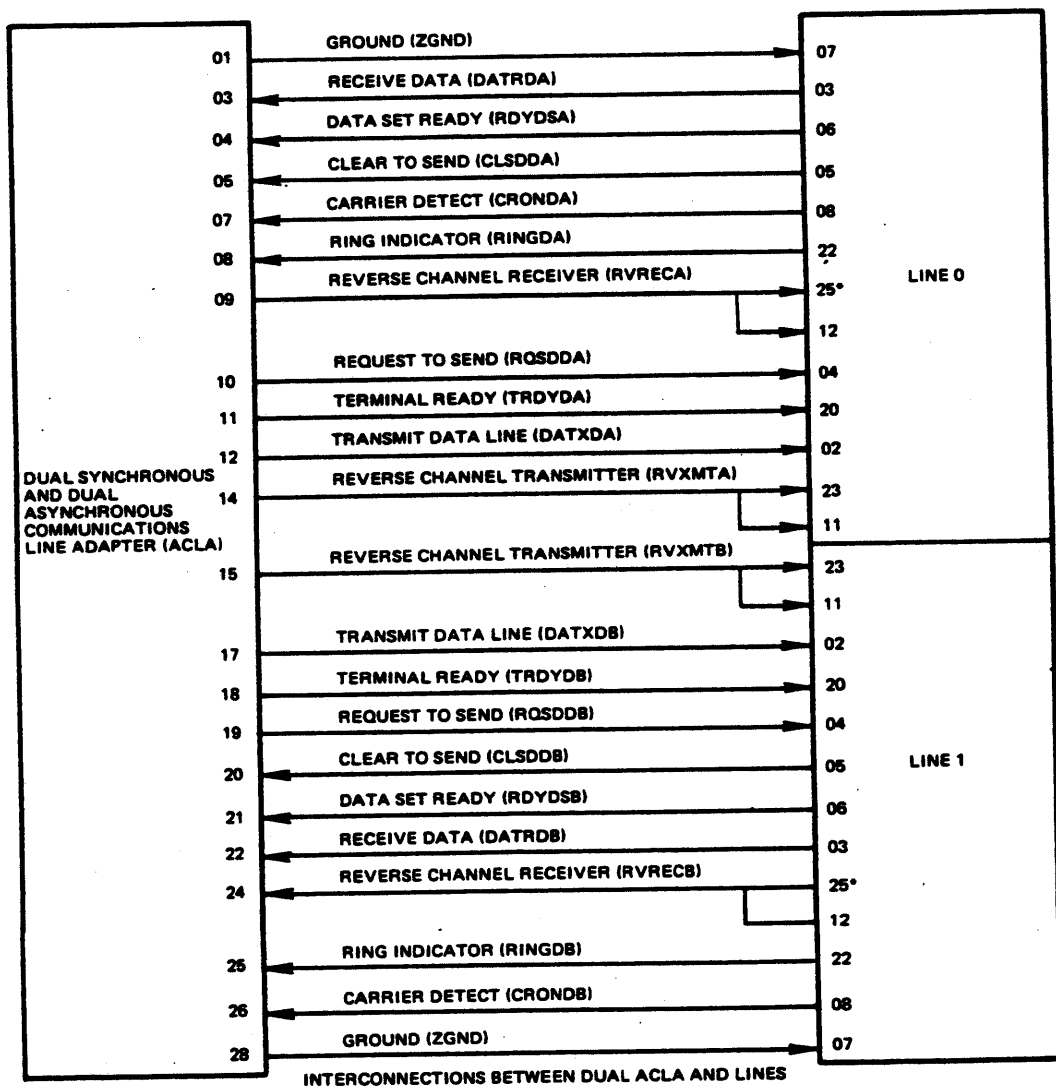 GROUND (ZGND)
01 07
RECEIVE DATA (DATRDA)
03 03
DATA SET READY (RDYDSA)
04 06
CLEAR TO SEND (CLSDDA)
05 05
CARRIER DETECT (CRONDA)
07 08
RING INDICATOR (RINGDA)
08 22
REVERSE CHANNEL RECEIVER (RVRECA)
09 25*
LINE 0
12
REQUEST TO SEND (RQSDDA)
10 04
TERMINAL READY (TRDYDA)
11 20
TRANSMIT DATA LINE (DATXDA)
12 02
DUAL SYNCHRONOUS
AND DUAL
ASYNCHRONOUS
COMMUNICATIONS
LINE ADAPTER (ACLA)
REVERSE CHANNEL TRANSMITTER (RVXMTA)
14 23
11
REVERSE CHANNEL TRANSMITTER (RVXMTB)
15 23
11
TRANSMIT DATA LINE (DATXDB)
17 02
TERMINAL READY (TRDYDB)
18 20
REQUEST TO SEND (RQSDDB)
19 04
CLEAR TO SEND (CLSDDB)
20 05
LINE 1
DATA SET READY (RDYDSB)
21 06
RECEIVE DATA (DATRDB)
22 03
REVERSE CHANNEL RECEIVER (RVRECB)
24 25*
12
RING INDICATOR (RINGDB)
25 22
CARRIER DETECT (CRONDB)
26 08
GROUND (ZGND)
28 07
INTERCONNECTIONS BETWEEN DUAL ACLA AND LINES